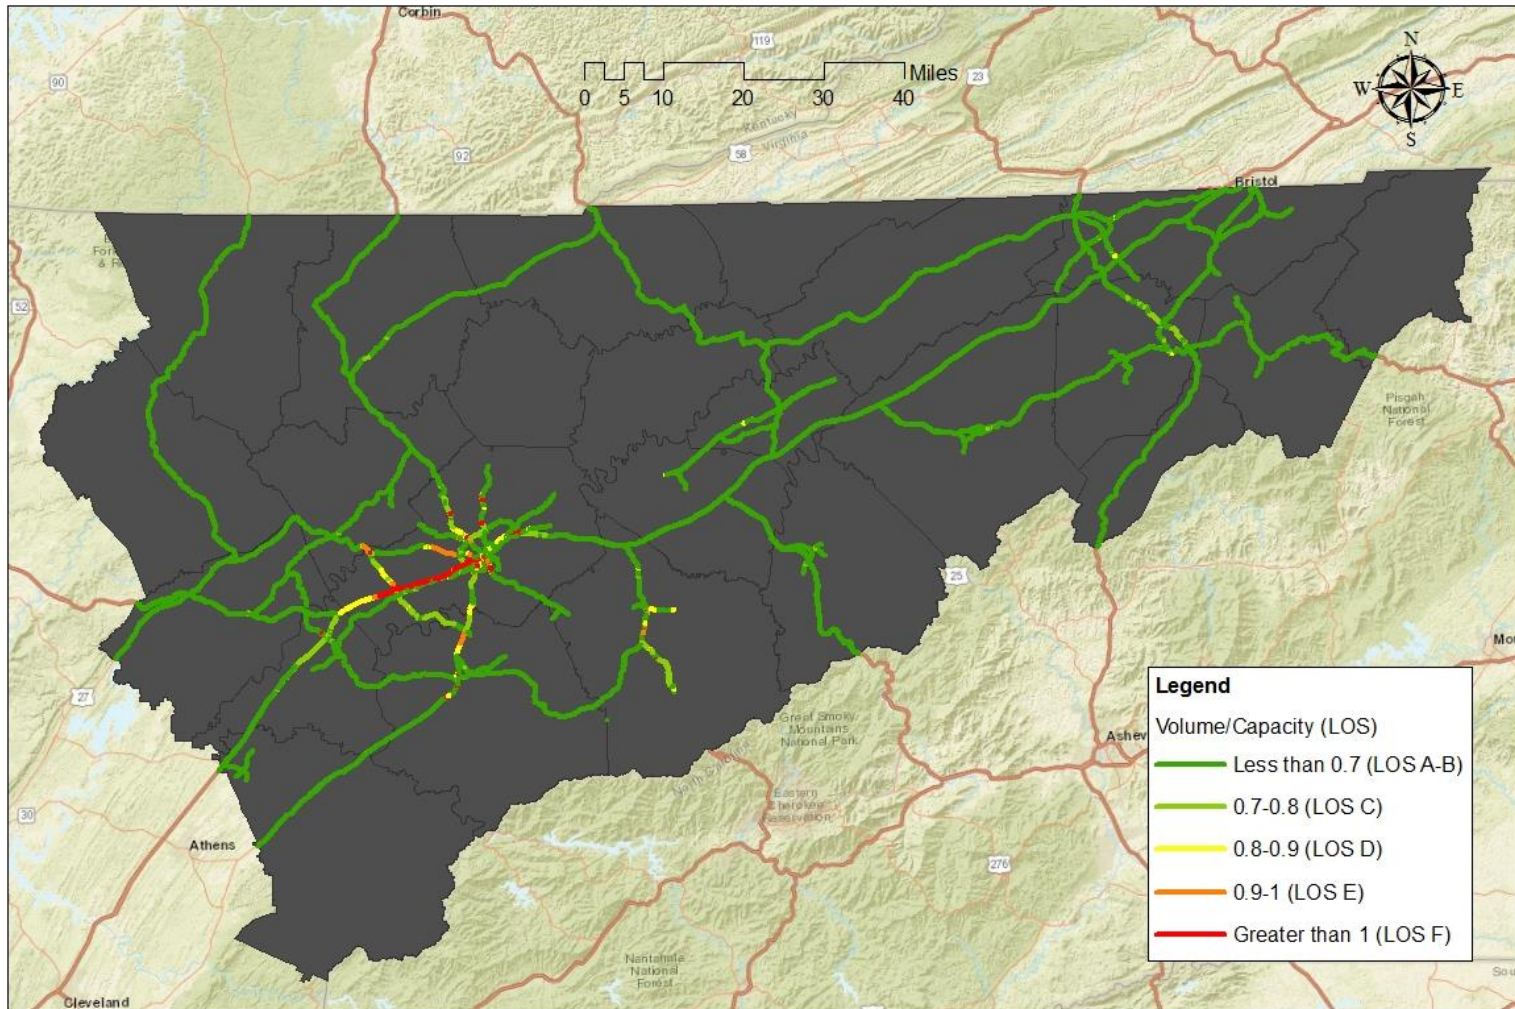 Corbin
119
90
23
Miles
0 5 10 20 30 40
N
W E
S
Kentucky
Virginia
92
58
Bristol
52
Pisgah
National
Forest
25
27
Great Smoky
Mountains
National Park
Eastern
Cherokee
Reservation
30
Athens
276
Nantahala
National
Forest
Cleveland
Legend
Volume/Capacity (LOS)
Less than 0.7 (LOS A-B)
0.7-0.8 (LOS C)
0.8-0.9 (LOS D)
0.9-1 (LOS E)
Greater than 1 (LOS F)